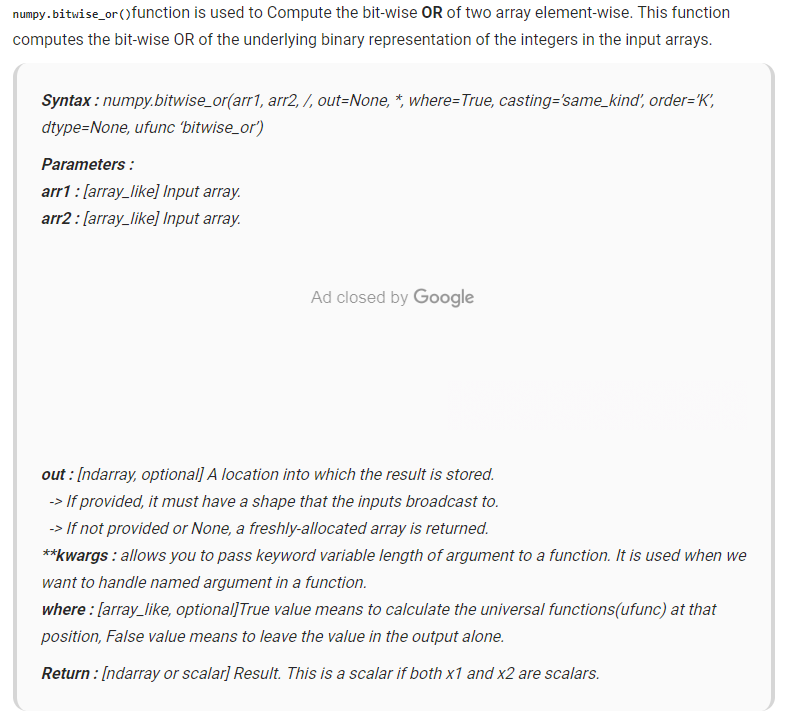 numpy.bitwise_or()function is used to Compute the bit-wise OR of two array element-wise. This function
computes the bit-wise OR of the underlying binary representation of the integers in the input arrays.
Syntax : numpy.bitwise_or(arr1, arr2, /, out=None, *, where=True, casting=’same_kind’, order=’K’,
dtype=None, ufunc ‘bitwise_or’)
Parameters :
arr1 : [array_like] Input array.
arr2 : [array_like] Input array.
Ad closed by Google
out : [ndarray, optional] A location into which the result is stored.
-> If provided, it must have a shape that the inputs broadcast to.
-> If not provided or None, a freshly-allocated array is returned.
**kwargs : allows you to pass keyword variable length of argument to a function. It is used when we
want to handle named argument in a function.
where : [array_like, optional]True value means to calculate the universal functions(ufunc) at that
position, False value means to leave the value in the output alone.
Return : [ndarray or scalar] Result. This is a scalar if both x1 and x2 are scalars.